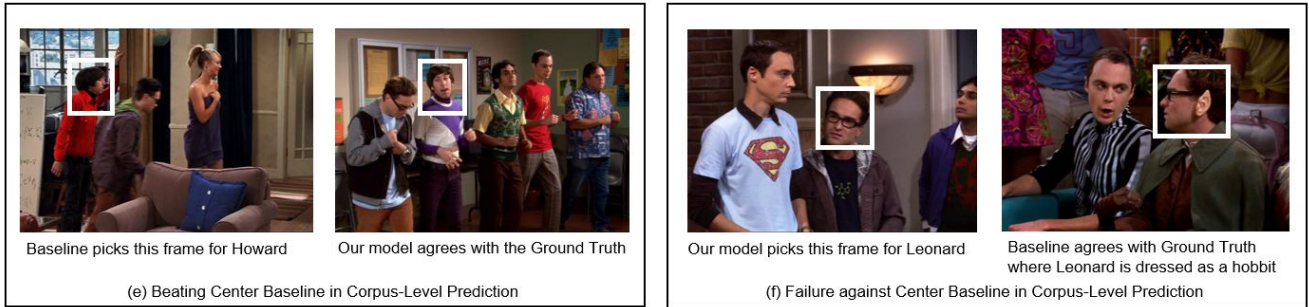 Baseline picks this frame for Howard
Our model agrees with the Ground Truth
(e) Beating Center Baseline in Corpus-Level Prediction
Our model picks this frame for Leonard
Baseline agrees with Ground Truth
where Leonard is dressed as a hobbit
(f) Failure against Center Baseline in Corpus-Level Prediction